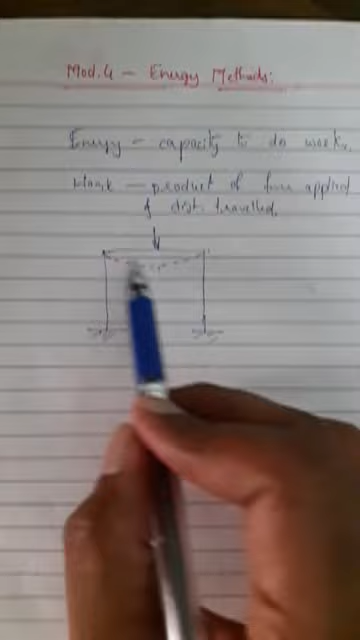 Mod.4 - Energy Methods:
Energy - capacity to do work.
Work - product of force applied
& dist. travelled.